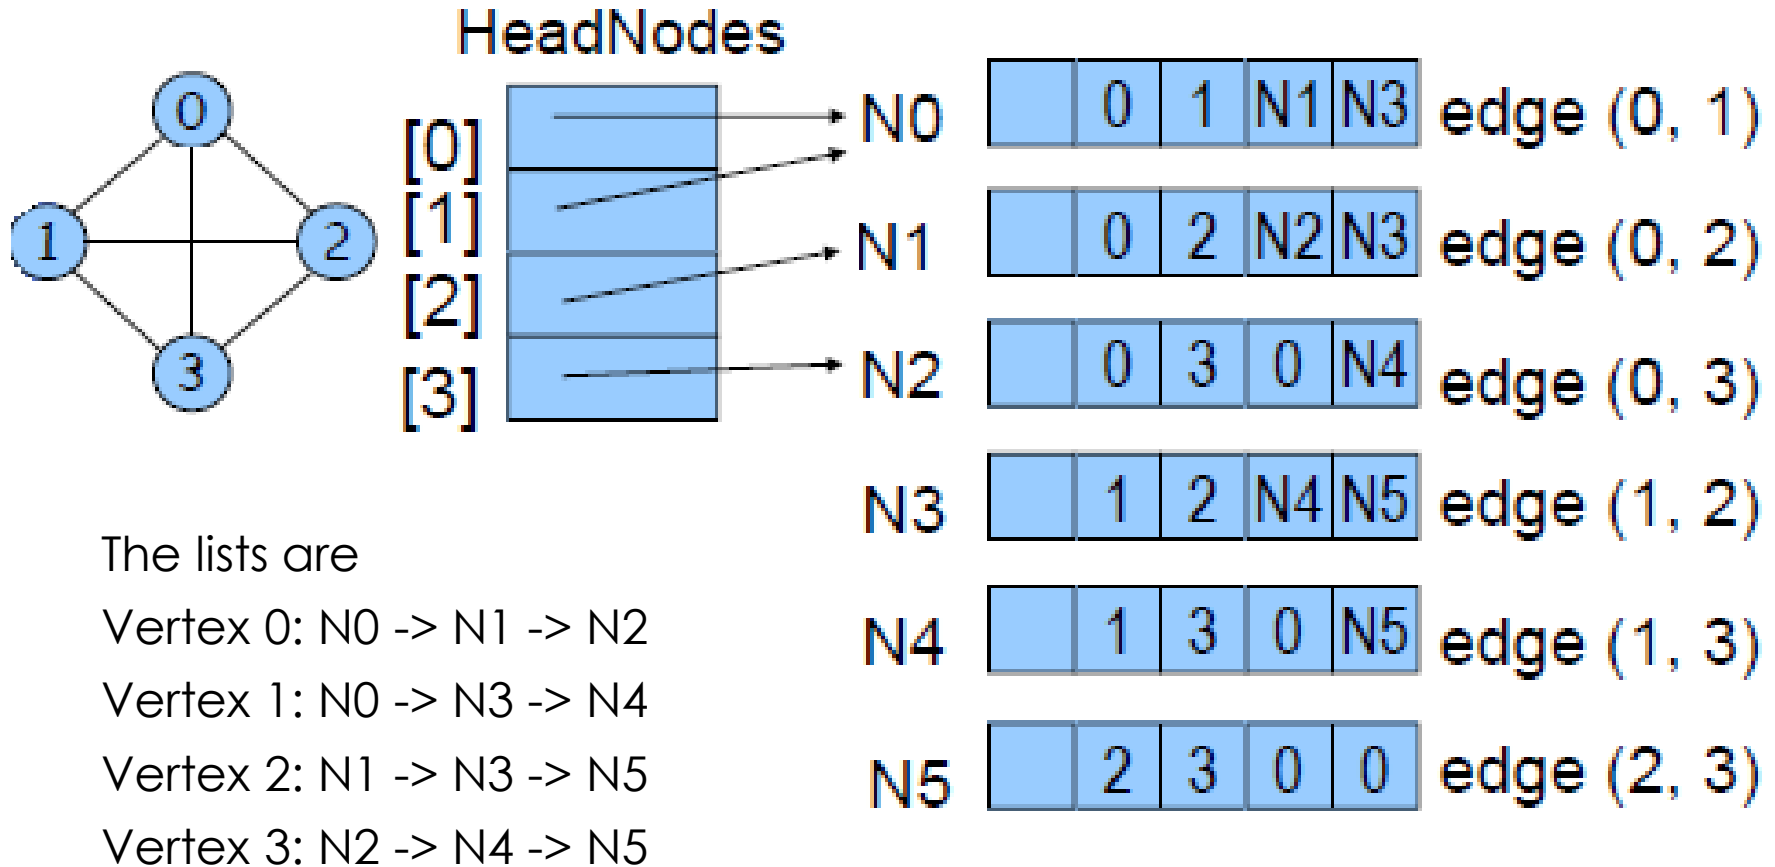 HeadNodes
0
1
2
3
[0]
[1]
[2]
[3]
N0 0 1 N1 N3 edge (0, 1)
N1 0 2 N2 N3 edge (0, 2)
N2 0 3 0 N4 edge (0, 3)
N3 1 2 N4 N5 edge (1, 2)
N4 1 3 0 N5 edge (1, 3)
N5 2 3 0 0 edge (2, 3)
The lists are
Vertex 0: N0 -> N1 -> N2
Vertex 1: N0 -> N3 -> N4
Vertex 2: N1 -> N3 -> N5
Vertex 3: N2 -> N4 -> N5